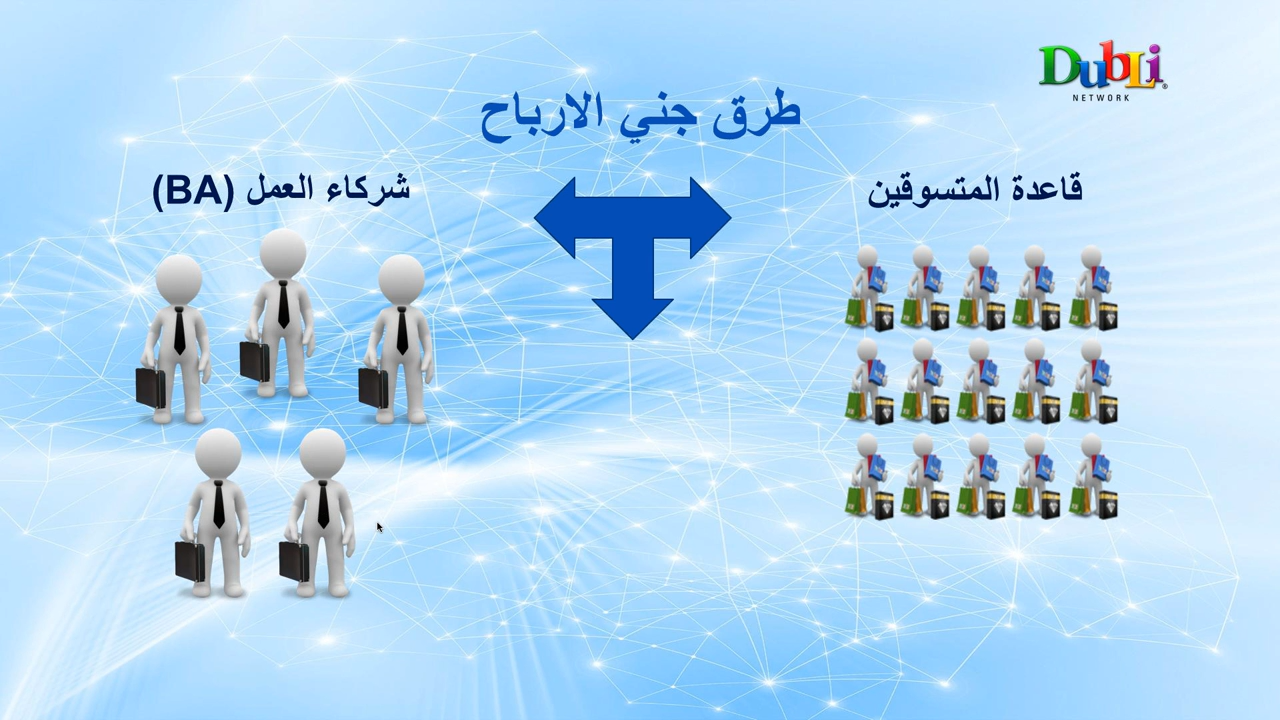 DubLi®
NETWORK
طرق جني الارباح
قاعدة المتسوقين
شركاء العمل (BA)